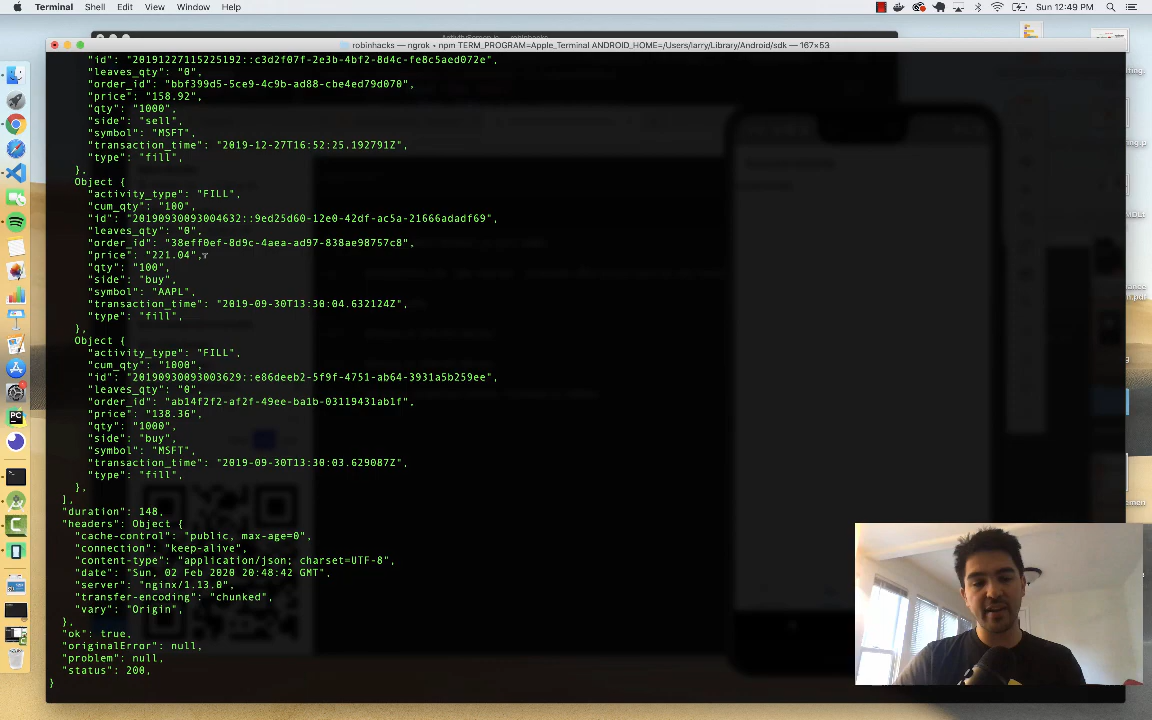 Terminal Shell Edit View Window Help
Sun 12:49 PM
robinhacks — ngrok • npm TERM_PROGRAM=Apple_Terminal ANDROID_HOME=/Users/larry/Library/Android/sdk — 167×53
"id": "20191227115225192::c3d2f07f-2e3b-4bf2-8d4c-fe8c5aed072e",
"leaves_qty": "0",
"order_id": "bbf399d5-5ce9-4c9b-ad88-cbe4ed79d070",
"price": "158.92",
"qty": "1000",
"side": "sell",
"symbol": "MSFT",
"transaction_time": "2019-12-27T16:52:25.192791Z",
"type": "fill",
},
Object {
"activity_type": "FILL",
"cum_qty": "100",
"id": "20190930093004632::9ed25d60-12e0-42df-ac5a-21666adadf69",
"leaves_qty": "0",
"order_id": "38eff0ef-8d9c-4aea-ad97-838ae98757c8",
"price": "221.04",
"qty": "100",
"side": "buy",
"symbol": "AAPL",
"transaction_time": "2019-09-30T13:30:04.632124Z",
"type": "fill",
},
Object {
"activity_type": "FILL",
"cum_qty": "1000",
"id": "20190930093003629::e86deeb2-5f9f-4751-ab64-3931a5b259ee",
"leaves_qty": "0",
"order_id": "ab14f2f2-af2f-49ee-ba1b-03119431ab1f",
"price": "138.36",
"qty": "1000",
"side": "buy",
"symbol": "MSFT",
"transaction_time": "2019-09-30T13:30:03.629087Z",
"type": "fill",
},
],
"duration": 148,
"headers": Object {
"cache-control": "public, max-age=0",
"connection": "keep-alive",
"content-type": "application/json; charset=UTF-8",
"date": "Sun, 02 Feb 2020 20:48:42 GMT",
"server": "nginx/1.13.0",
"transfer-encoding": "chunked",
"vary": "Origin",
},
"ok": true,
"originalError": null,
"problem": null,
"status": 200,
}